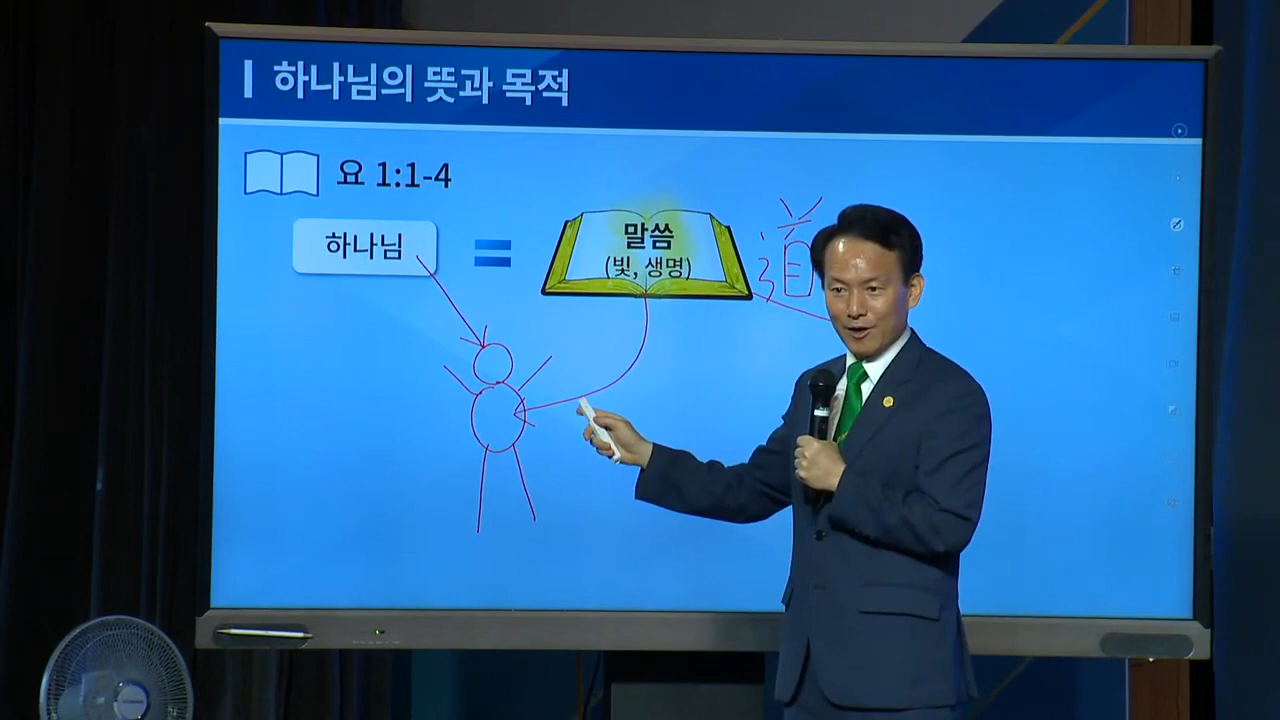 하나님의 뜻과 목적
요 1:1-4
하나님
=
말씀
(빛, 생명)
道